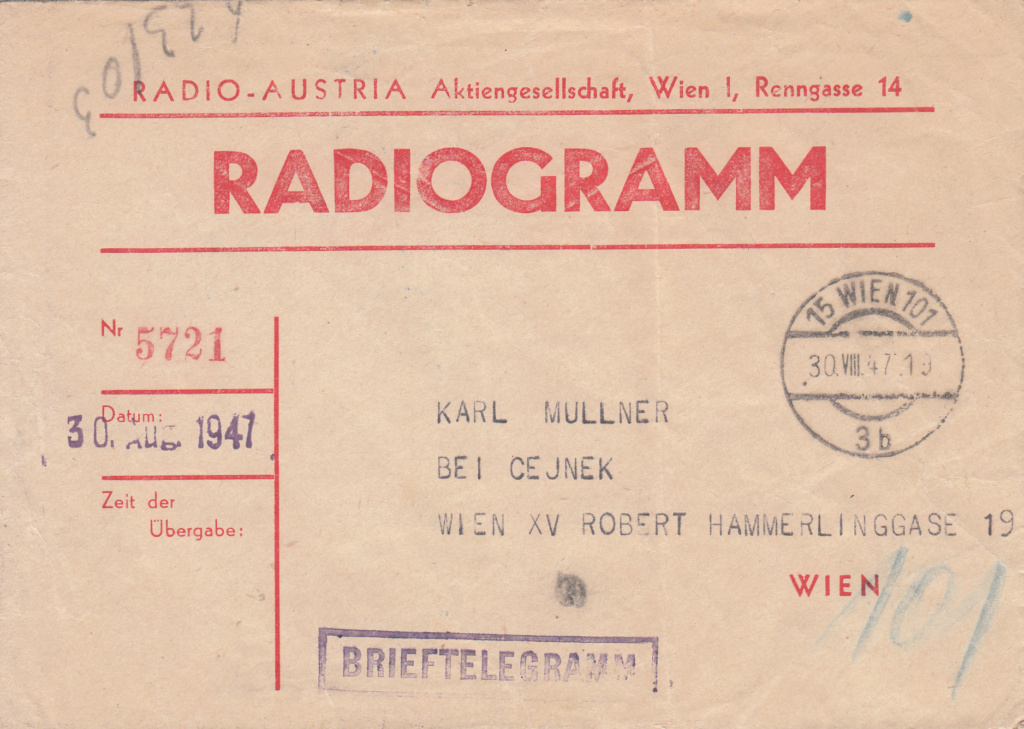 RADIO-AUSTRIA Aktiengesellschaft, Wien I, Renngasse 14
RADIOGRAMM
15 WIEN 101
30.VIII.47.19
3b
Nr 5721
Datum:
30. AUG. 1947
Zeit der
Übergabe:
KARL MULLNER
BEI CEJNEK
WIEN XV ROBERT HAMMERLINGGASE 19
WIEN
101
BRIEFTELEGRAMM